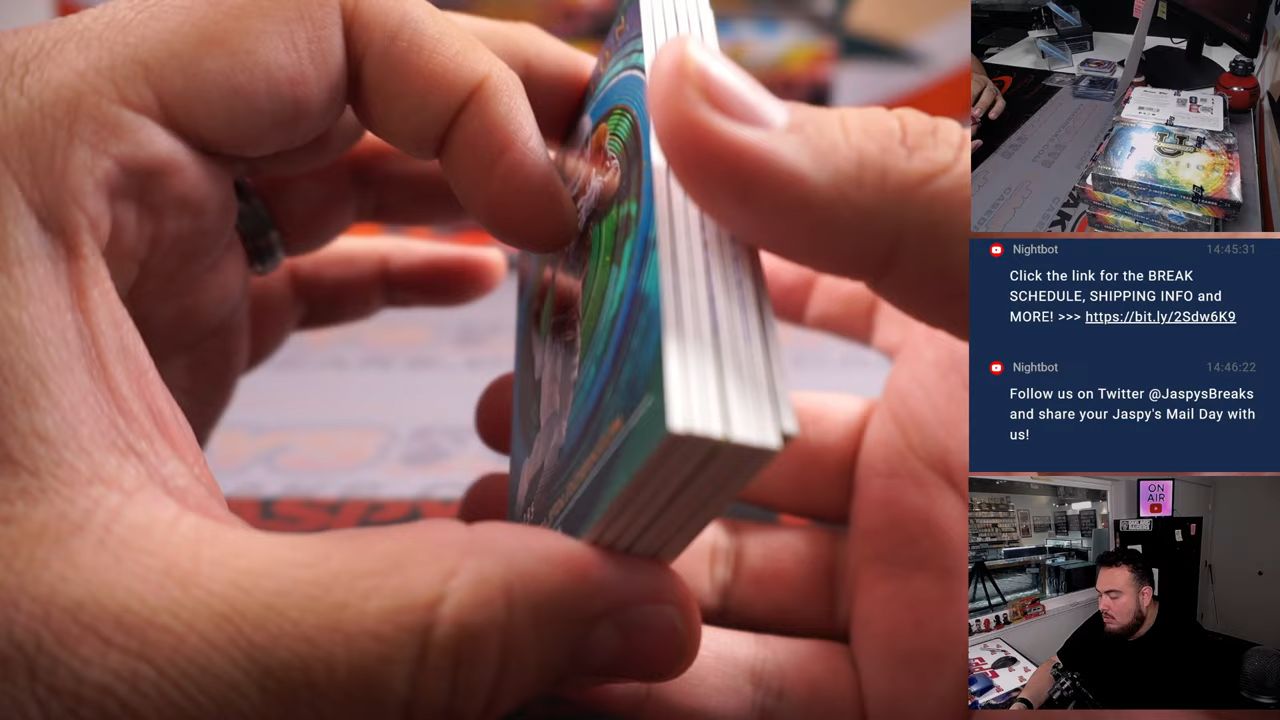 Nightbot
14:45:31
Click the link for the BREAK
SCHEDULE, SHIPPING INFO and
MORE! >>> https://bit.ly/2Sdw6K9
Nightbot
14:46:22
Follow us on Twitter @JaspysBreaks
and share your Jaspy's Mail Day with
us!
ON
AIR